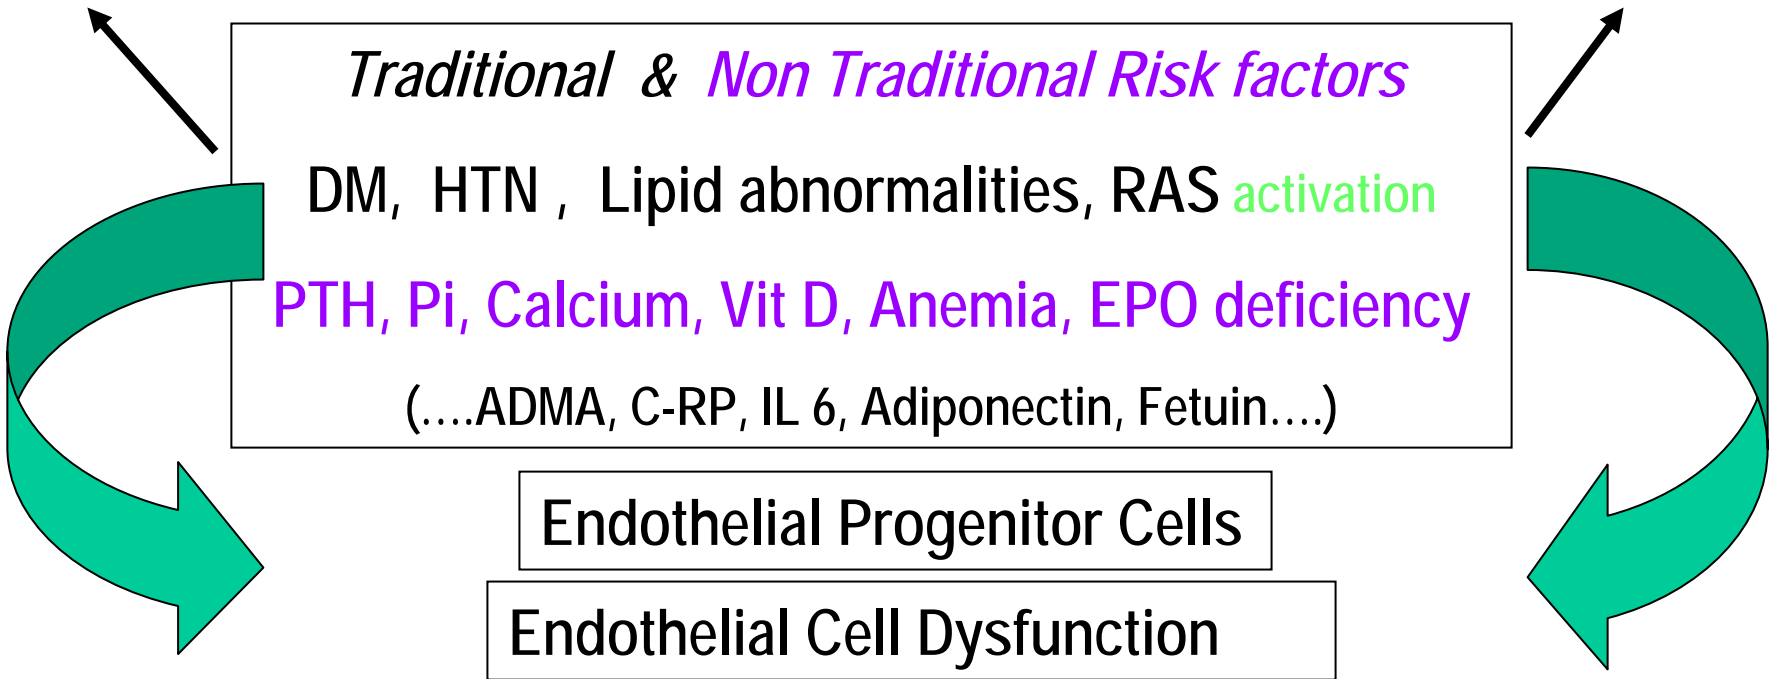 Traditional & Non Traditional Risk factors
DM, HTN , Lipid abnormalities, RAS activation
PTH, Pi, Calcium, Vit D, Anemia, EPO deficiency
(....ADMA, C-RP, IL 6, Adiponectin, Fetuin....)
Endothelial Progenitor Cells
Endothelial Cell Dysfunction